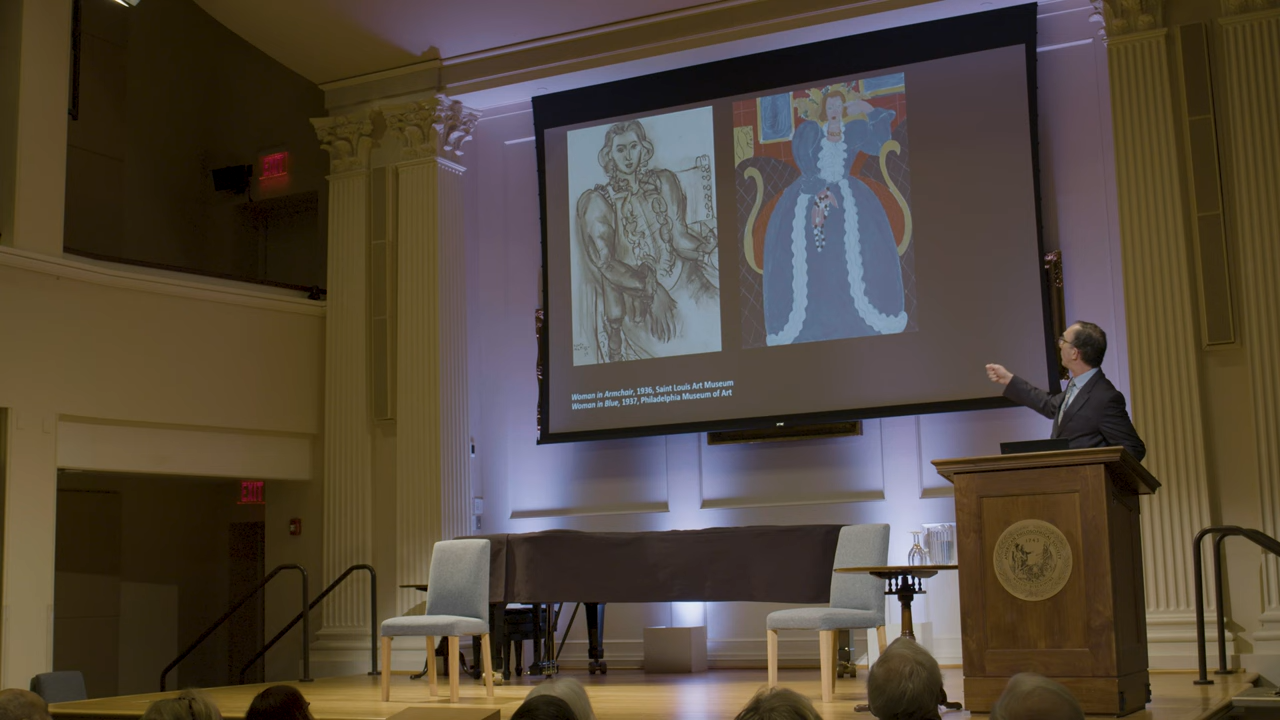 EXIT
Woman in Armchair, 1936, Saint Louis Art Museum
Woman in Blue, 1937, Philadelphia Museum of Art
EXIT